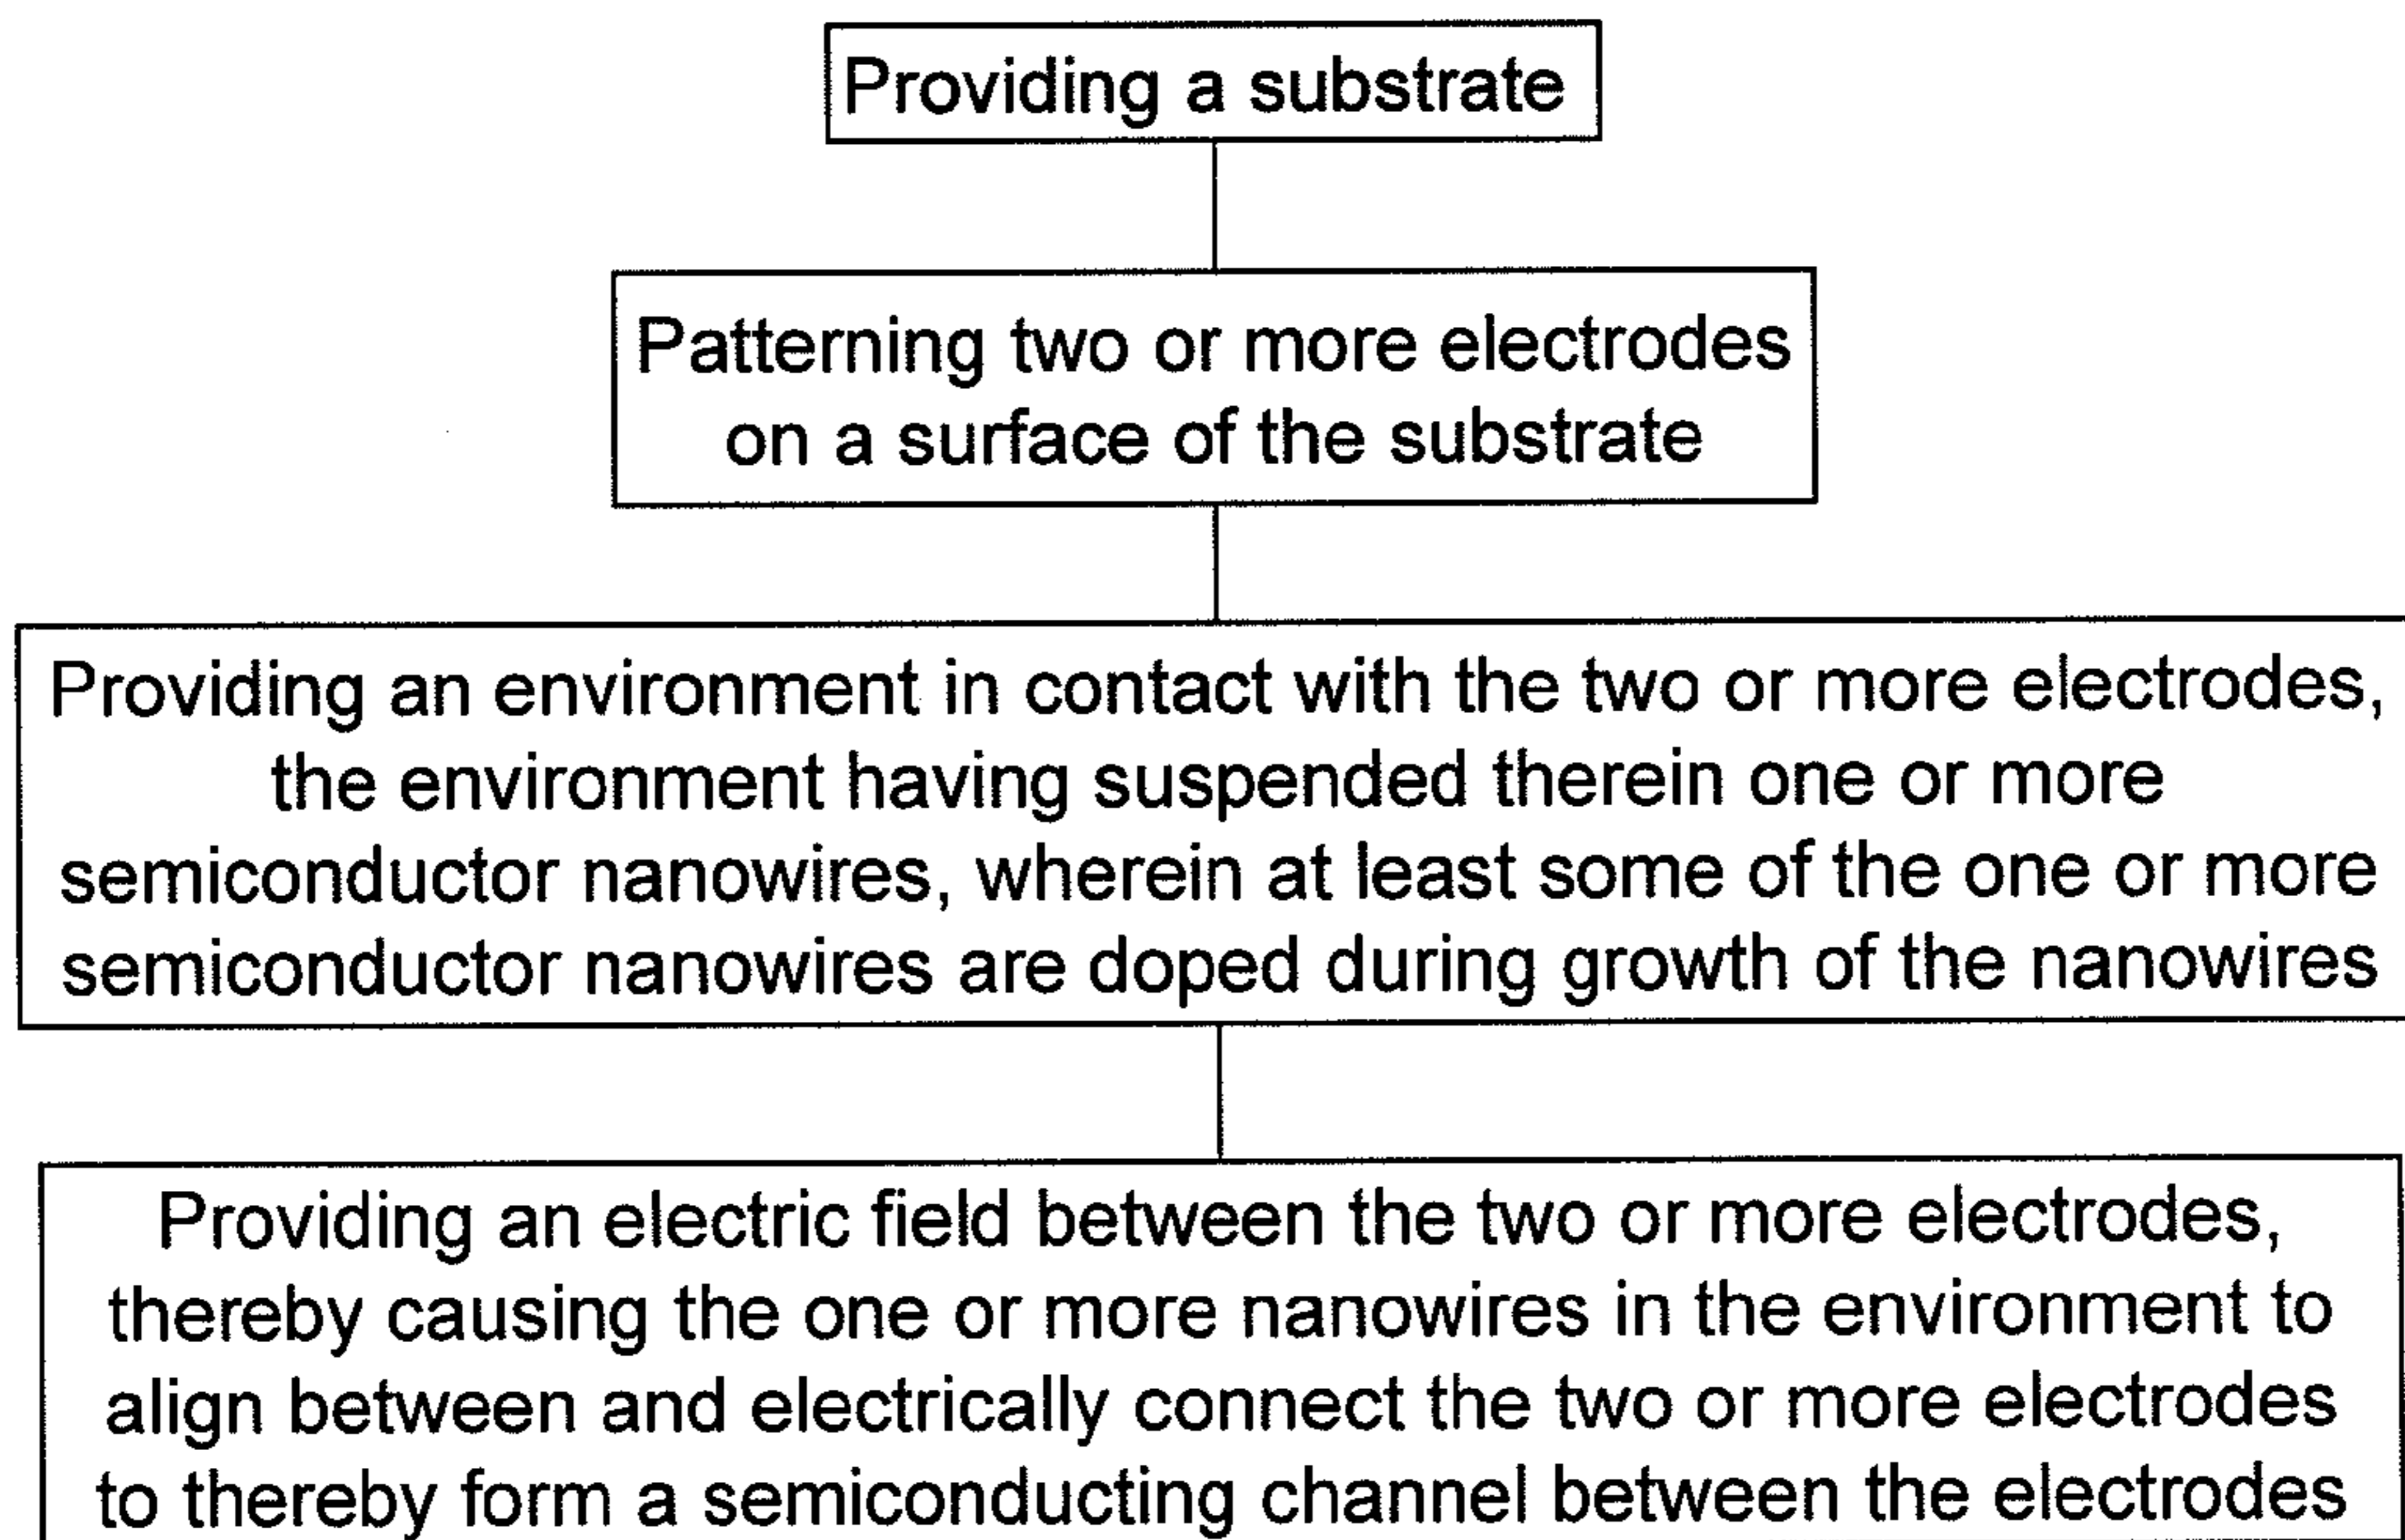 Providing a substrate
Patterning two or more electrodes
on a surface of the substrate
Providing an environment in contact with the two or more electrodes,
the environment having suspended therein one or more
semiconductor nanowires, wherein at least some of the one or more
semiconductor nanowires are doped during growth of the nanowires
Providing an electric field between the two or more electrodes,
thereby causing the one or more nanowires in the environment to
align between and electrically connect the two or more electrodes
to thereby form a semiconducting channel between the electrodes